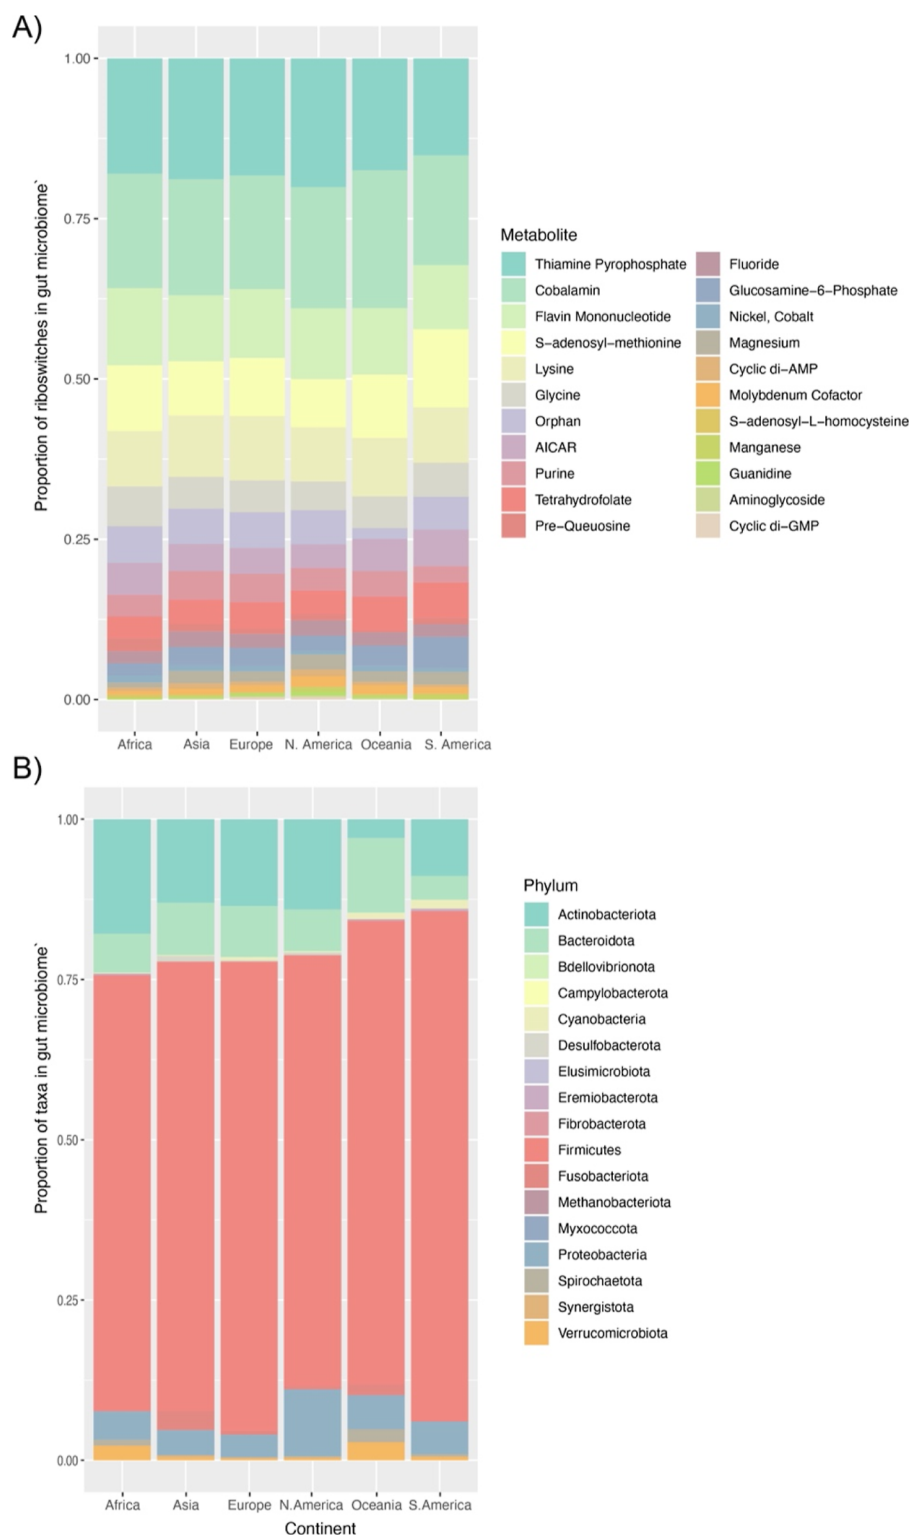 A)
1.00
0.75
0.50
0.25
0.00
Proportion of riboswitches in gut microbiome`
Africa Asia Europe N. America Oceania S. America
Metabolite
Thiamine Pyrophosphate
Cobalamin
Flavin Mononucleotide
S-adenosyl-methionine
Lysine
Glycine
Orphan
AICAR
Purine
Tetrahydrofolate
Pre-Queuosine
Fluoride
Glucosamine-6-Phosphate
Nickel, Cobalt
Magnesium
Cyclic di-AMP
Molybdenum Cofactor
S-adenosyl-L-homocysteine
Manganese
Guanidine
Aminoglycoside
Cyclic di-GMP
B)
1.00
0.75
0.50
0.25
0.00
Proportion of taxa in gut microbiome`
Africa Asia Europe N.America Oceania S.America
Continent
Phylum
Actinobacteriota
Bacteroidota
Bdellovibrionota
Campylobacterota
Cyanobacteria
Desulfobacterota
Elusimicrobiota
Eremiobacterota
Fibrobacterota
Firmicutes
Fusobacteriota
Methanobacteriota
Myxococcota
Proteobacteria
Spirochaetota
Synergistota
Verrucomicrobiota